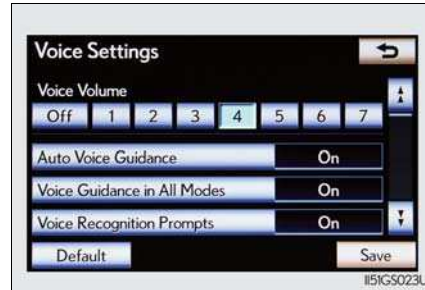 Voice Settings
Voice Volume
Off 1 2 3 4 5 6 7
Auto Voice Guidance On
Voice Guidance in All Modes On
Voice Recognition Prompts On
Default Save
II51GS023U